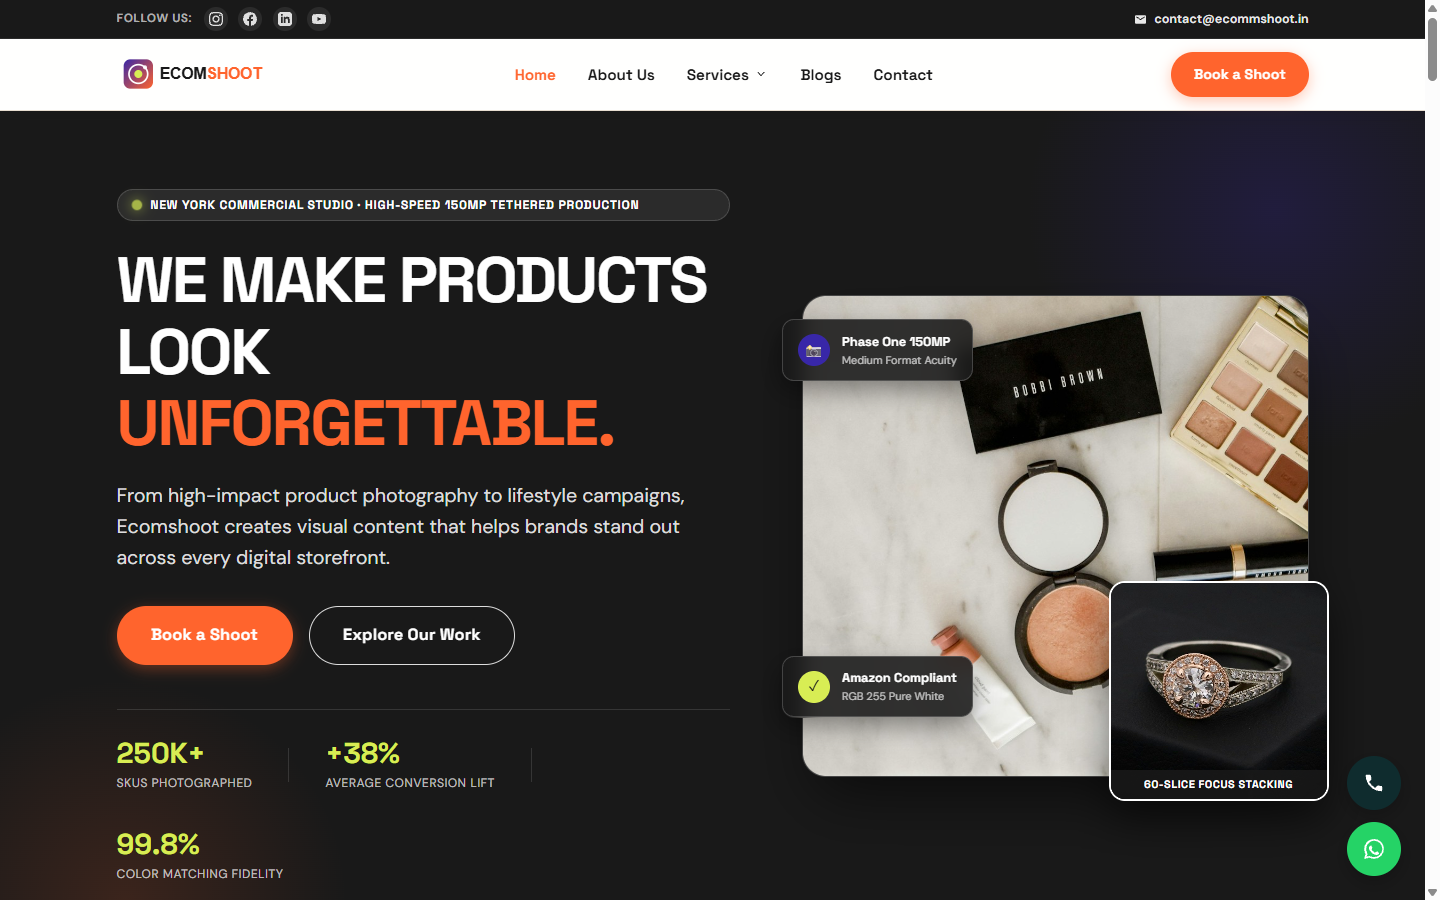 FOLLOW US:
contact@ecommshoot.in
ECOMSHOOT
Home
About Us
Services
Blogs
Contact
Book a Shoot
NEW YORK COMMERCIAL STUDIO · HIGH-SPEED 150MP TETHERED PRODUCTION
WE MAKE PRODUCTS
LOOK
UNFORGETTABLE.
From high-impact product photography to lifestyle campaigns,
Ecomshoot creates visual content that helps brands stand out
across every digital storefront.
Book a Shoot
Explore Our Work
250K+
SKUS PHOTOGRAPHED
+38%
AVERAGE CONVERSION LIFT
99.8%
COLOR MATCHING FIDELITY
Phase One 150MP
Medium Format Acuity
BOBBI BROWN
Amazon Compliant
RGB 255 Pure White
60-SLICE FOCUS STACKING